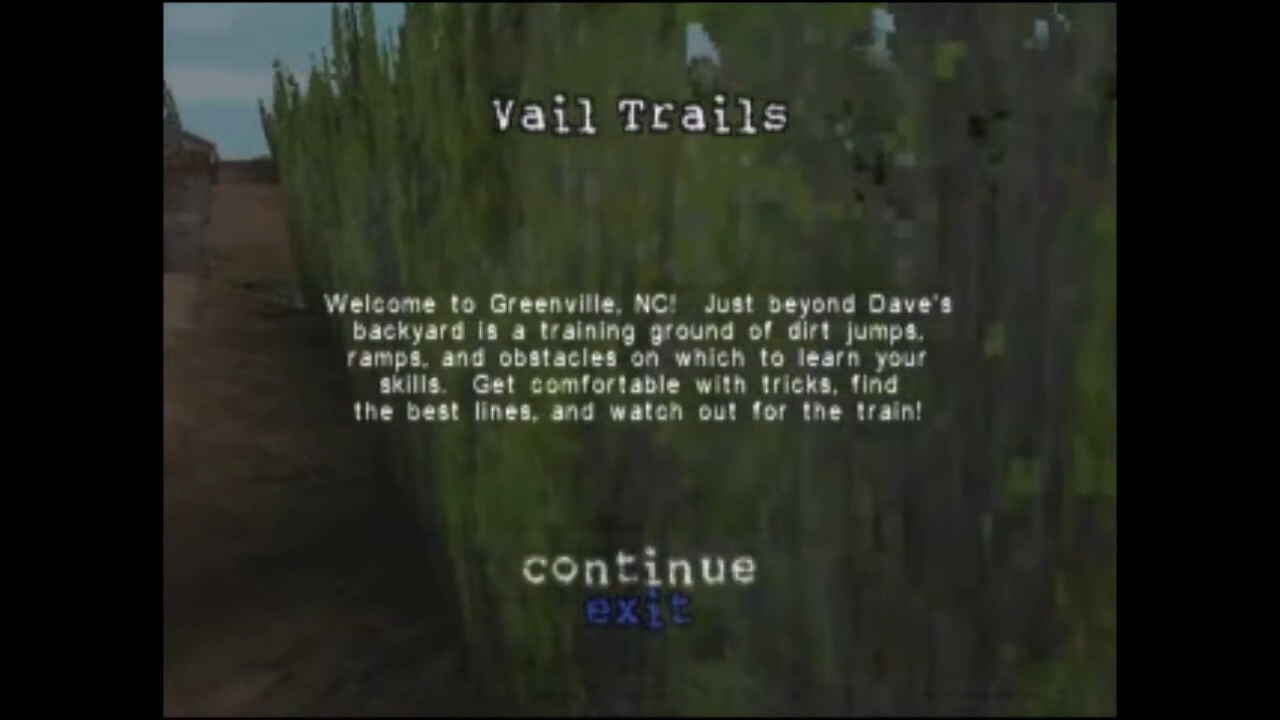 Vail Trails
Welcome to Greenville, NC!  Just beyond Dave's
backyard is a training ground of dirt jumps,
ramps, and obstacles on which to learn your
skills.  Get comfortable with tricks, find
the best lines, and watch out for the train!
continue
exit